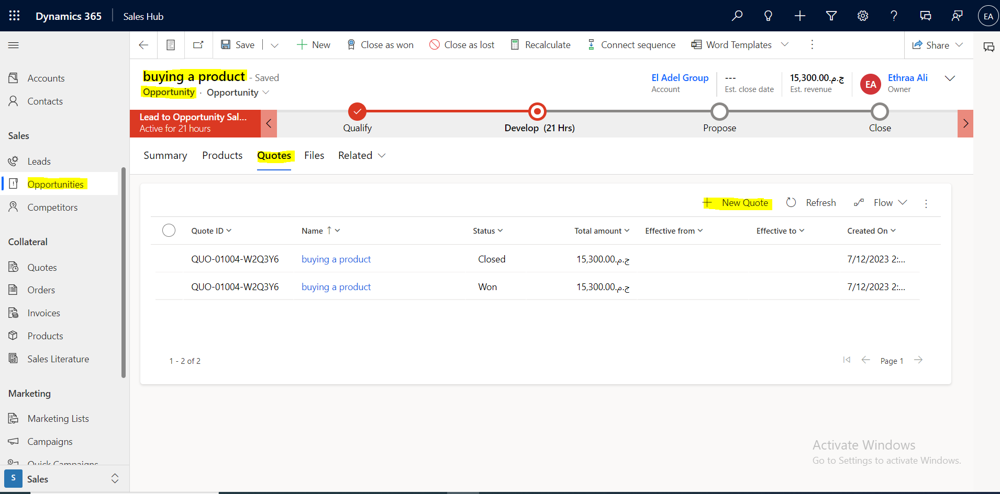 Dynamics 365
Sales Hub
EA
Save
New
Close as won
Close as lost
Recalculate
Connect sequence
Word Templates
Share
Accounts
Contacts
Sales
Leads
Opportunities
Competitors
Collateral
Quotes
Orders
Invoices
Products
Sales Literature
Marketing
Marketing Lists
Campaigns
Quick Campaigns
S Sales
buying a product - Saved
Opportunity · Opportunity
El Adel Group
Account
---
Est. close date
15,300.00.ج.م
Est. revenue
EA
Ethraa Ali
Owner
Lead to Opportunity Sal...
Active for 21 hours
Qualify
Develop (21 Hrs)
Propose
Close
Summary Products Quotes Files Related
New Quote Refresh Flow
Quote ID Name ↑ Status Total amount Effective from Effective to Created On
QUO-01004-W2Q3Y6 buying a product Closed 15,300.00.ج.م 7/12/2023 2:...
QUO-01004-W2Q3Y6 buying a product Won 15,300.00.ج.م 7/12/2023 2:...
1 - 2 of 2
Page 1
Activate Windows
Go to Settings to activate Windows.